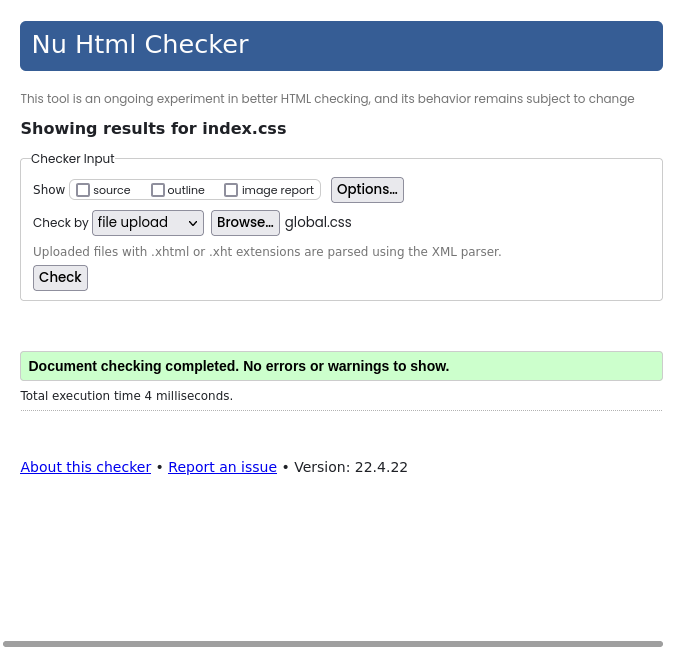 Nu Html Checker
This tool is an ongoing experiment in better HTML checking, and its behavior remains subject to change
Showing results for index.css
Checker Input
Show source outline image report Options...
Check by file upload Browse... global.css
Uploaded files with .xhtml or .xht extensions are parsed using the XML parser.
Check
Document checking completed. No errors or warnings to show.
Total execution time 4 milliseconds.
About this checker • Report an issue • Version: 22.4.22